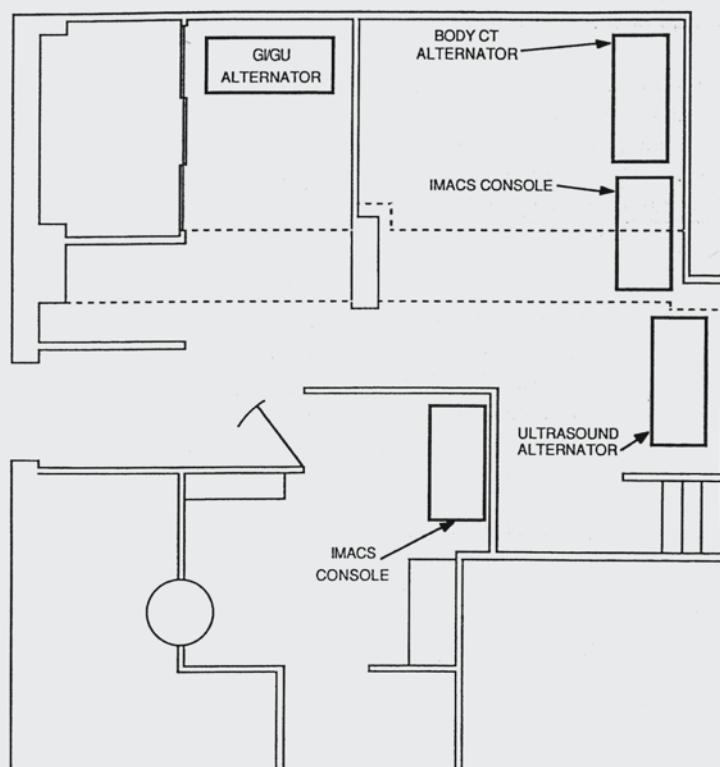 GI/GU
ALTERNATOR
BODY CT
ALTERNATOR
IMACS CONSOLE
ULTRASOUND
ALTERNATOR
IMACS
CONSOLE